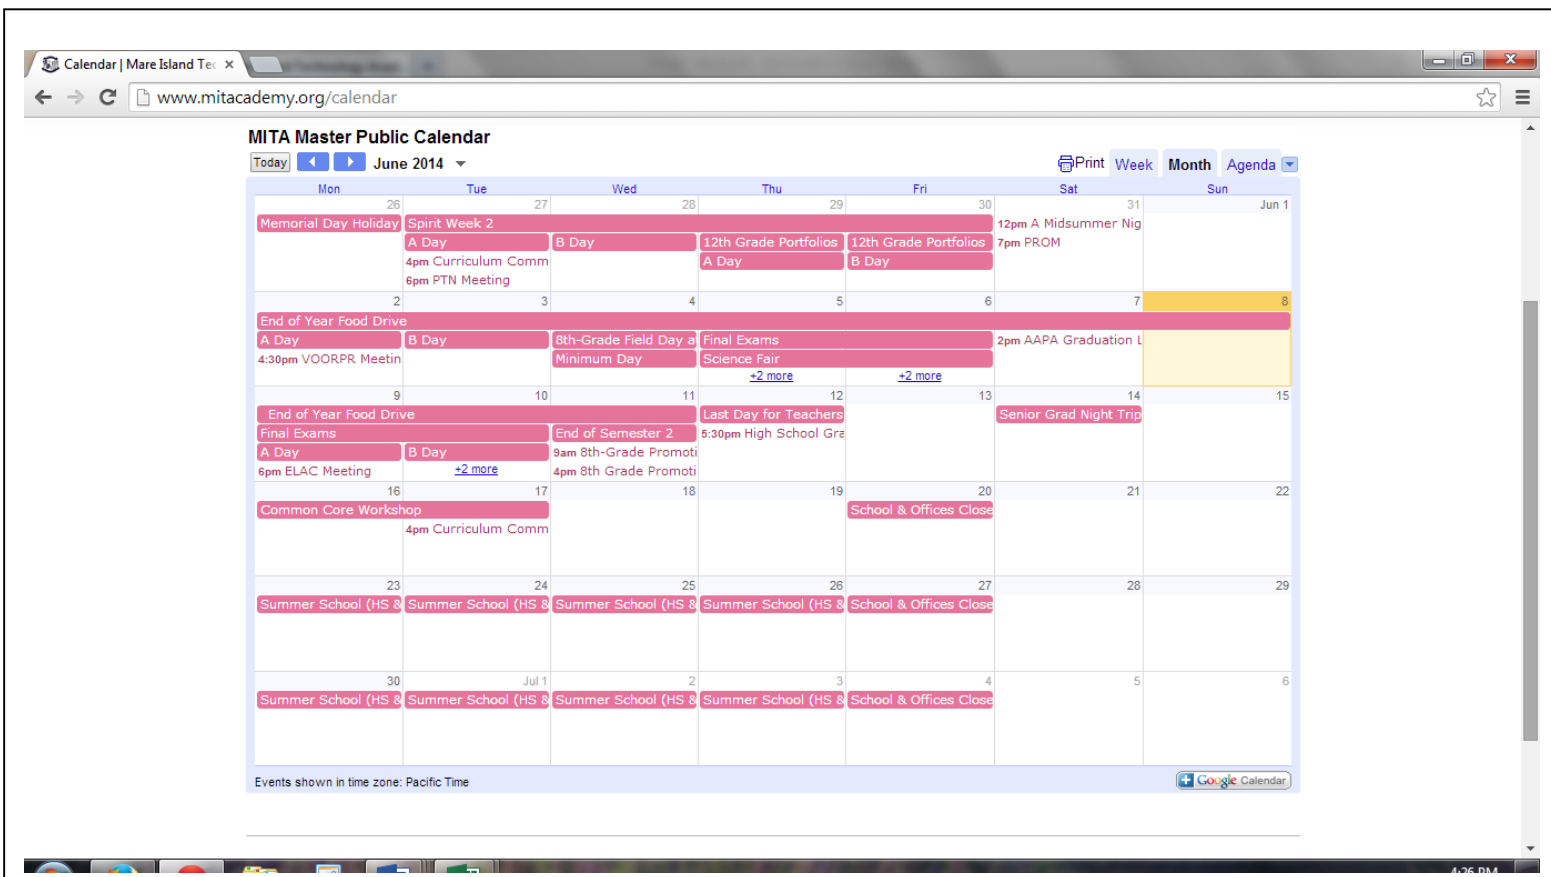 Calendar | Mare Island Tec
www.mitacademy.org/calendar
MITA Master Public Calendar
Today June 2014 Print Week Month Agenda
Mon Tue Wed Thu Fri Sat Sun
26 27 28 29 30 31 Jun 1
Memorial Day Holiday Spirit Week 2 12pm A Midsummer Nig
A Day B Day 12th Grade Portfolios 12th Grade Portfolios 7pm PROM
4pm Curriculum Comm A Day B Day
6pm PTN Meeting
2 3 4 5 6 7 8
End of Year Food Drive
A Day B Day 8th-Grade Field Day a Final Exams 2pm AAPA Graduation L
4:30pm VOORPR Meetin Minimum Day Science Fair
+2 more +2 more
9 10 11 12 13 14 15
End of Year Food Drive Last Day for Teachers Senior Grad Night Trip
Final Exams End of Semester 2 5:30pm High School Gra
A Day B Day 9am 8th-Grade Promoti
6pm ELAC Meeting +2 more 4pm 8th Grade Promoti
16 17 18 19 20 21 22
Common Core Workshop School & Offices Close
4pm Curriculum Comm
23 24 25 26 27 28 29
Summer School (HS & Summer School (HS & Summer School (HS & Summer School (HS & School & Offices Close
30 Jul 1 2 3 4 5 6
Summer School (HS & Summer School (HS & Summer School (HS & Summer School (HS & School & Offices Close
Events shown in time zone: Pacific Time Google Calendar
4:26 PM